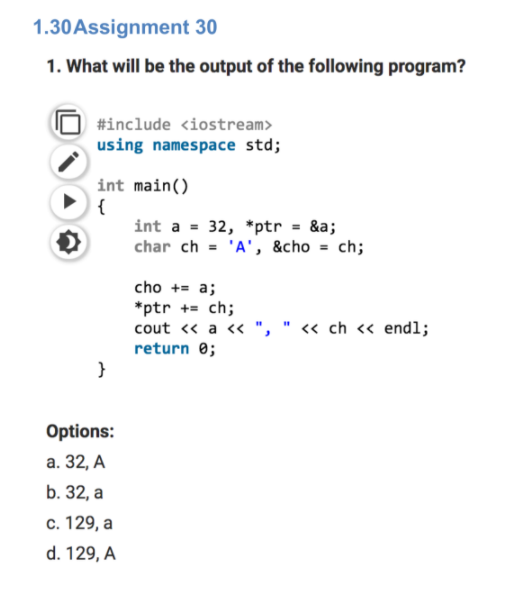 1.30Assignment 30
1. What will be the output of the following program?
#include <iostream>
using namespace std;
int main()
{
int a = 32, *ptr = &a;
char ch = 'A', &cho = ch;
cho += a;
*ptr += ch;
cout << a << ", " << ch << endl;
return 0;
}
Options:
a. 32, A
b. 32, a
c. 129, a
d. 129, A